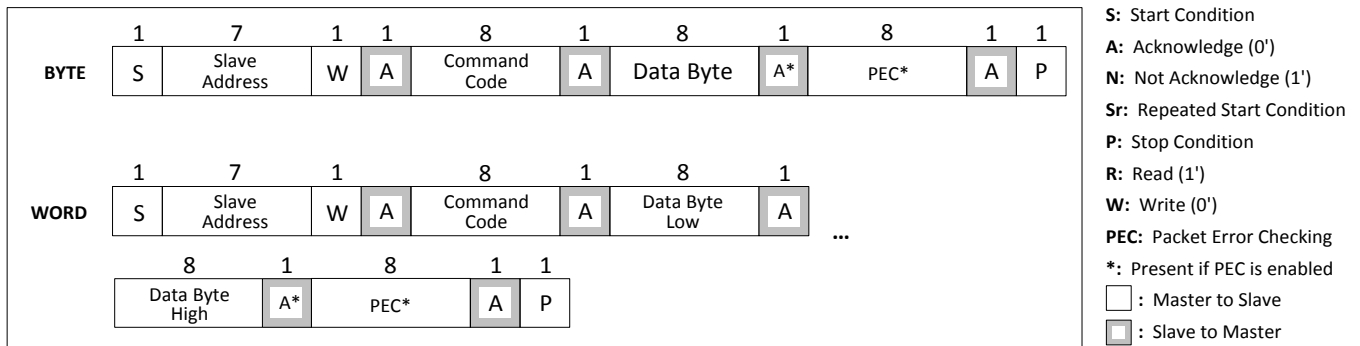 1 7 1 1 8 1 8 1 8 1 1
BYTE S Slave Address W A Command Code A Data Byte A* PEC* A P
1 7 1 8 1 8 1
WORD S Slave Address W A Command Code A Data Byte Low A ...
8 1 8 1 1
Data Byte High A* PEC* A P
S: Start Condition
A: Acknowledge (0')
N: Not Acknowledge (1')
Sr: Repeated Start Condition
P: Stop Condition
R: Read (1')
W: Write (0')
PEC: Packet Error Checking
*: Present if PEC is enabled
: Master to Slave
: Slave to Master